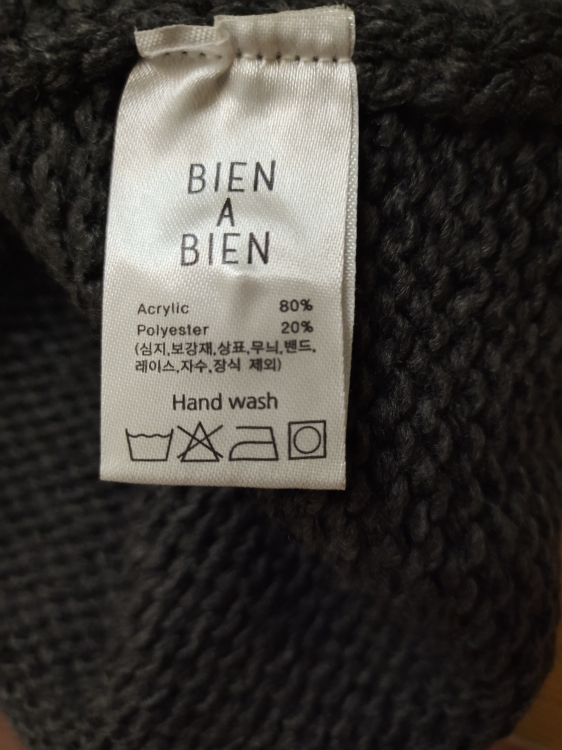 BIEN
A
BIEN
Acrylic 80%
Polyester 20%
(심지,보강재,상표,무늬,밴드,
레이스,자수,장식 제외)
Hand wash